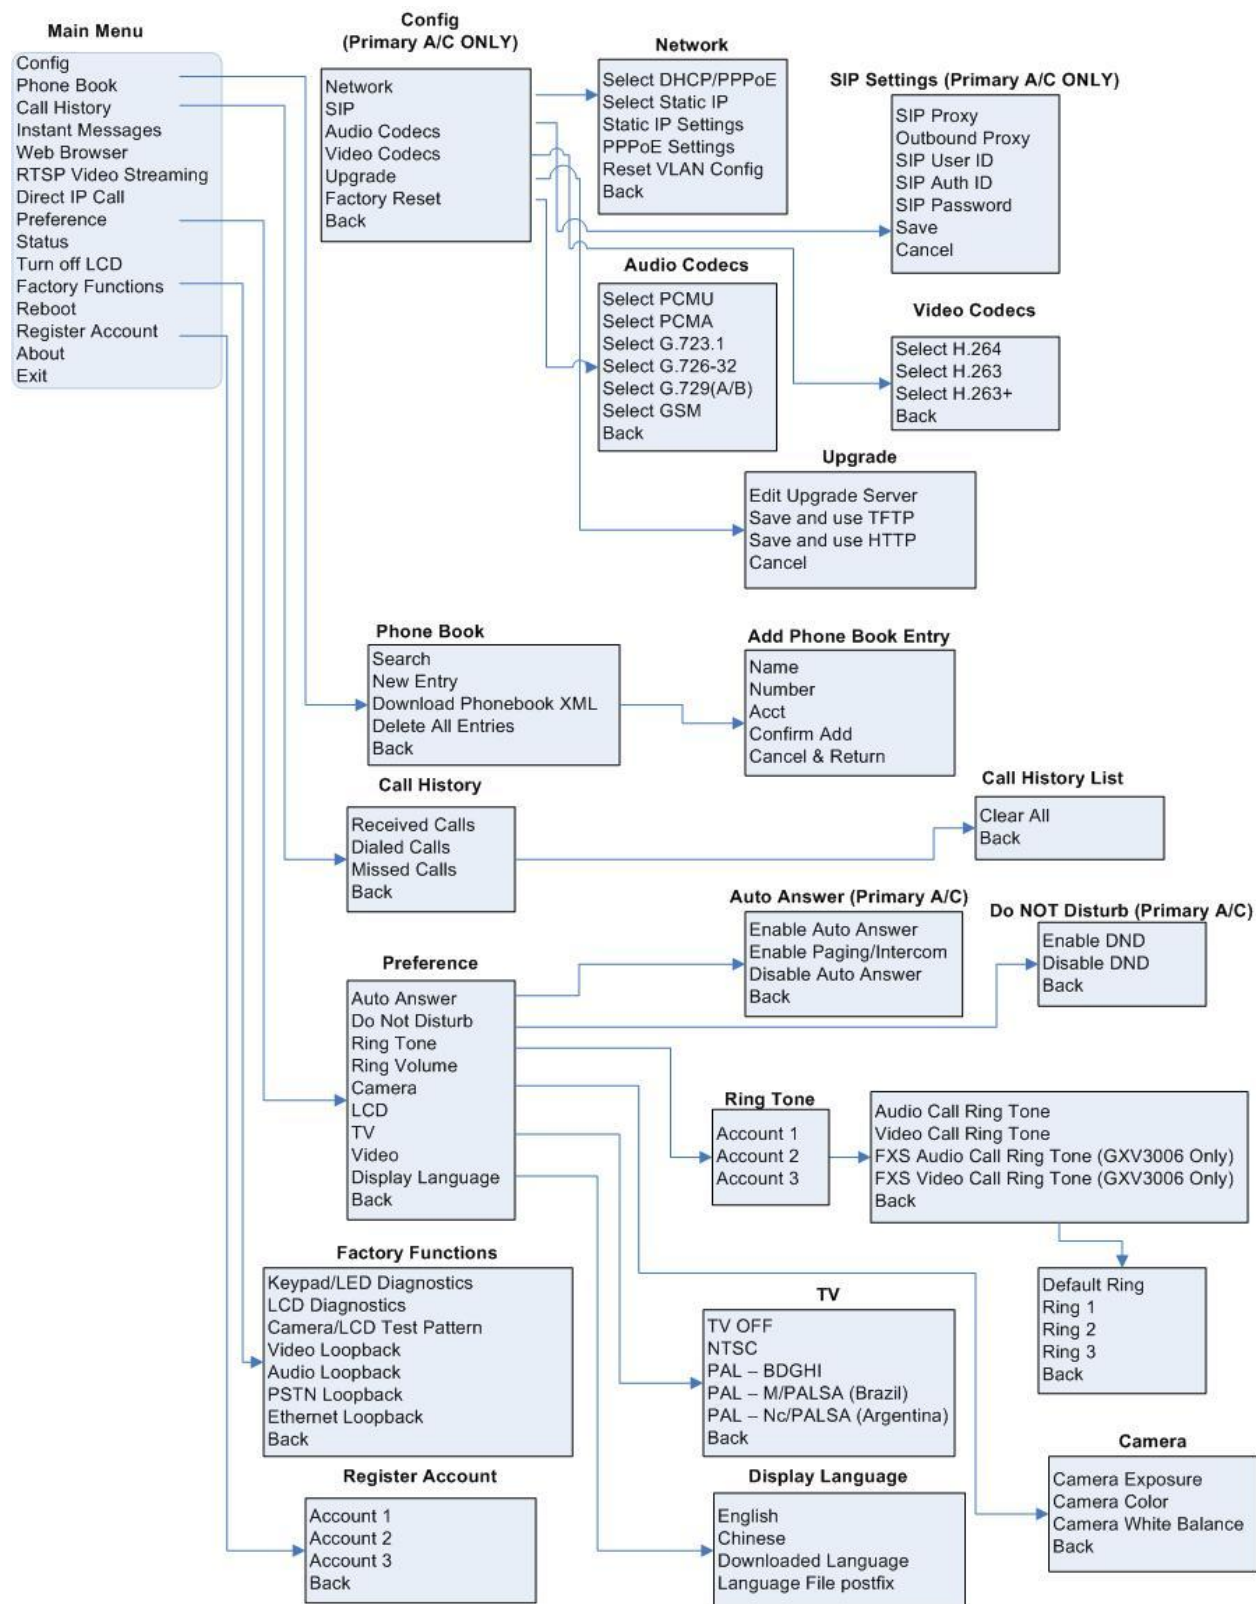 Main Menu
Config
Phone Book
Call History
Instant Messages
Web Browser
RTSP Video Streaming
Direct IP Call
Preference
Status
Turn off LCD
Factory Functions
Reboot
Register Account
About
Exit
Config
(Primary A/C ONLY)
Network
SIP
Audio Codecs
Video Codecs
Upgrade
Factory Reset
Back
Network
Select DHCP/PPPoE
Select Static IP
Static IP Settings
PPPoE Settings
Reset VLAN Config
Back
SIP Settings (Primary A/C ONLY)
SIP Proxy
Outbound Proxy
SIP User ID
SIP Auth ID
SIP Password
Save
Cancel
Audio Codecs
Select PCMU
Select PCMA
Select G.723.1
Select G.726-32
Select G.729(A/B)
Select GSM
Back
Video Codecs
Select H.264
Select H.263
Select H.263+
Back
Upgrade
Edit Upgrade Server
Save and use TFTP
Save and use HTTP
Cancel
Phone Book
Search
New Entry
Download Phonebook XML
Delete All Entries
Back
Add Phone Book Entry
Name
Number
Acct
Confirm Add
Cancel & Return
Call History
Received Calls
Dialed Calls
Missed Calls
Back
Call History List
Clear All
Back
Auto Answer (Primary A/C)
Enable Auto Answer
Enable Paging/Intercom
Disable Auto Answer
Back
Do NOT Disturb (Primary A/C)
Enable DND
Disable DND
Back
Preference
Auto Answer
Do Not Disturb
Ring Tone
Ring Volume
Camera
LCD
TV
Video
Display Language
Back
Ring Tone
Account 1
Account 2
Account 3
Audio Call Ring Tone
Video Call Ring Tone
FXS Audio Call Ring Tone (GXV3006 Only)
FXS Video Call Ring Tone (GXV3006 Only)
Back
Default Ring
Ring 1
Ring 2
Ring 3
Back
Factory Functions
Keypad/LED Diagnostics
LCD Diagnostics
Camera/LCD Test Pattern
Video Loopback
Audio Loopback
PSTN Loopback
Ethernet Loopback
Back
TV
TV OFF
NTSC
PAL – BDGHI
PAL – M/PALSA (Brazil)
PAL – Nc/PALSA (Argentina)
Back
Camera
Camera Exposure
Camera Color
Camera White Balance
Back
Register Account
Account 1
Account 2
Account 3
Back
Display Language
English
Chinese
Downloaded Language
Language File postfix